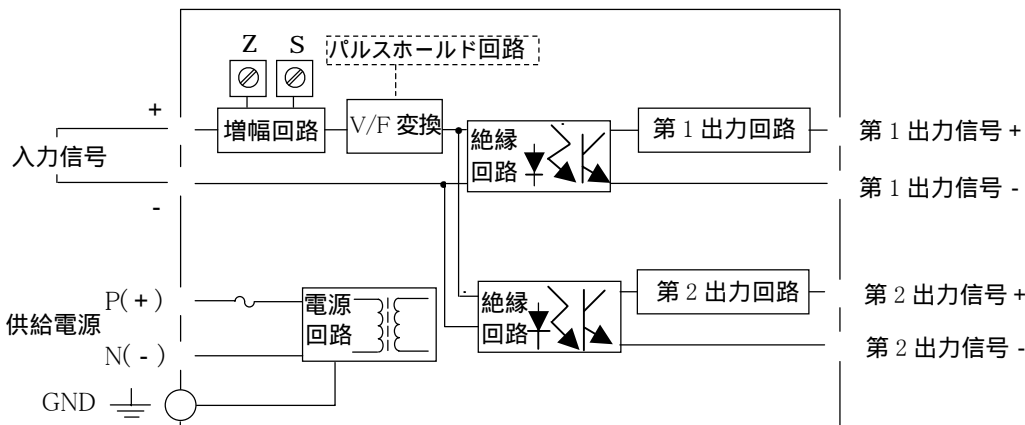 Z S
パルスホールド回路
+
増幅回路
V/F 変換
入力信号
-
絶縁
回路
第 1 出力回路
第 1 出力信号 +
第 1 出力信号 -
P( + )
供給電源
N( - )
GND
電源
回路
絶縁
回路
第 2 出力回路
第 2 出力信号 +
第 2 出力信号 -